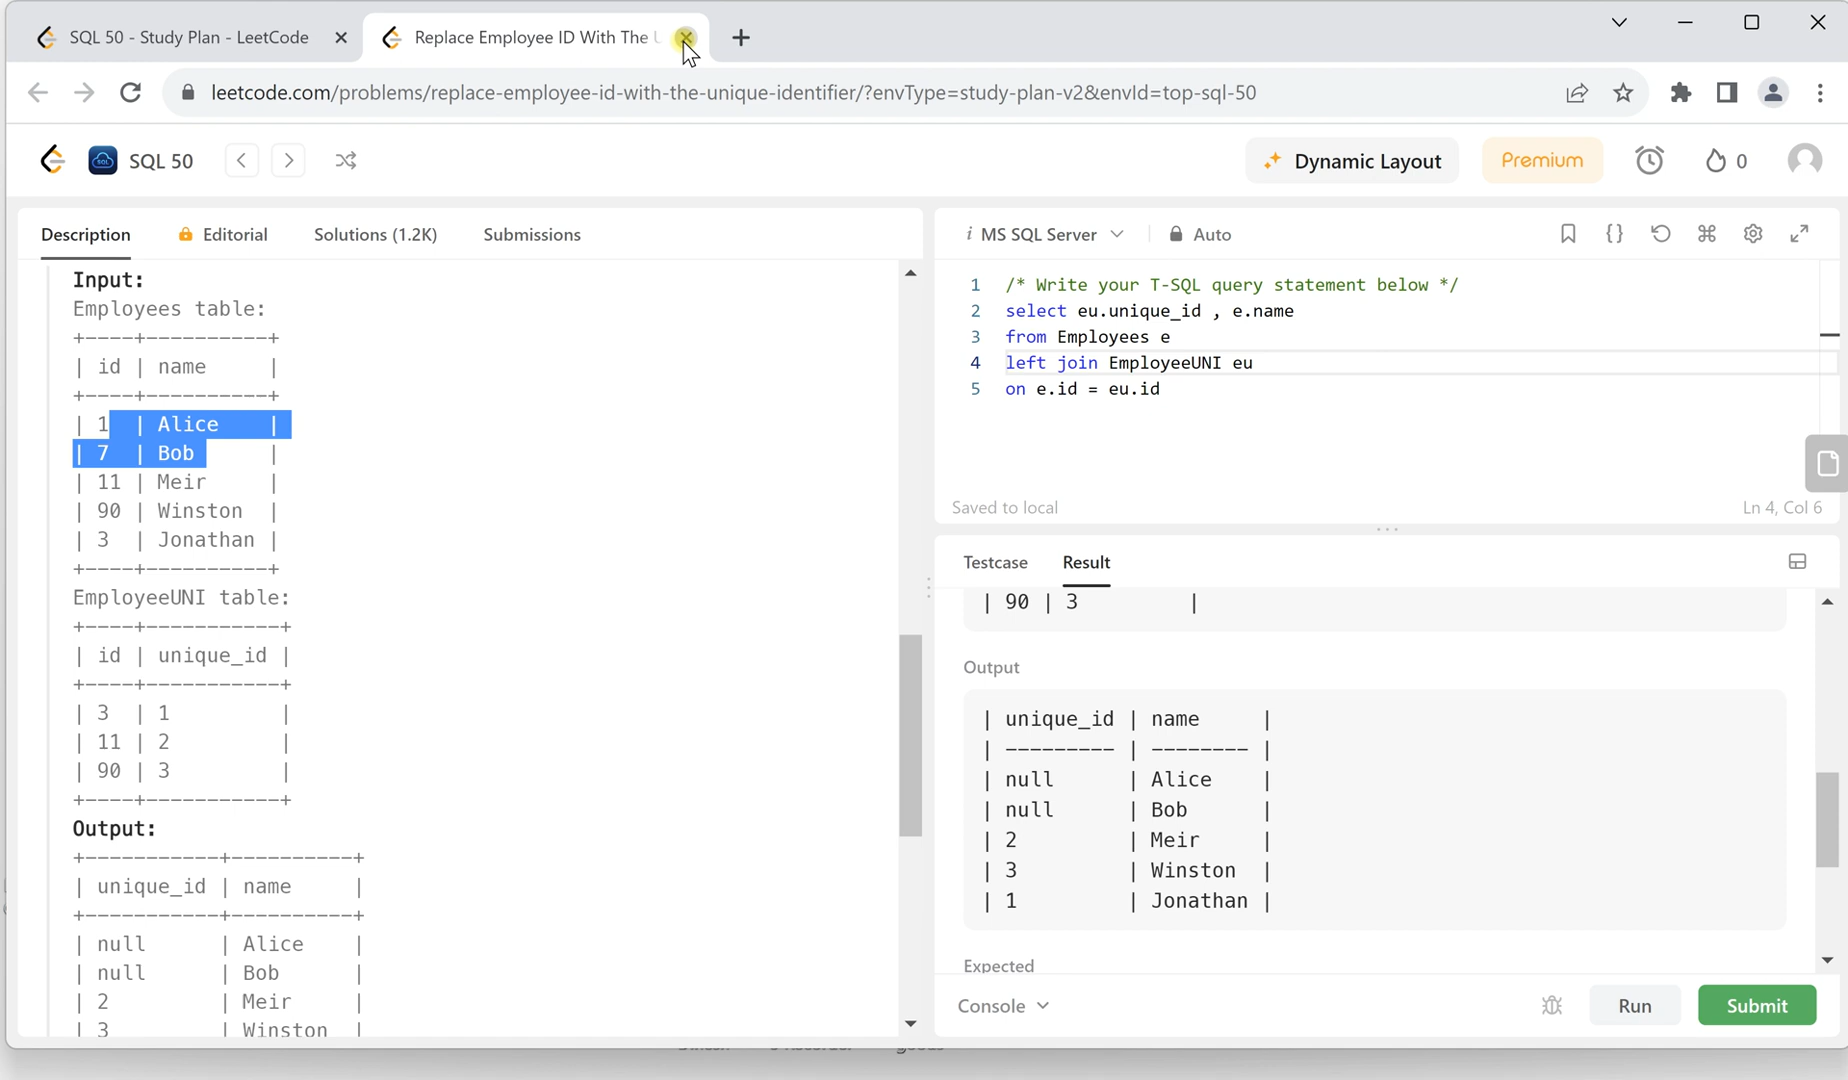 SQL 50 - Study Plan - LeetCode
Replace Employee ID With The
leetcode.com/problems/replace-employee-id-with-the-unique-identifier/?envType=study-plan-v2&envId=top-sql-50
SQL
SQL 50
Dynamic Layout
Premium
0
Description
Editorial
Solutions (1.2K)
Submissions
Input:
Employees table:
+----+----------+
| id | name     |
+----+----------+
| 1  | Alice    |
| 7  | Bob      |
| 11 | Meir     |
| 90 | Winston  |
| 3  | Jonathan |
+----+----------+
EmployeeUNI table:
+----+-----------+
| id | unique_id |
+----+-----------+
| 3  | 1         |
| 11 | 2         |
| 90 | 3         |
+----+-----------+
Output:
+-----------+----------+
| unique_id | name     |
+-----------+----------+
| null      | Alice    |
| null      | Bob      |
| 2         | Meir     |
| 3         | Winston
i MS SQL Server
Auto
1 /* Write your T-SQL query statement below */
2 select eu.unique_id , e.name
3 from Employees e
4 left join EmployeeUNI eu
5 on e.id = eu.id
Saved to local
Ln 4, Col 6
Testcase
Result
| 90 | 3         |
Output
| unique_id | name     |
| --------- | -------- |
| null      | Alice    |
| null      | Bob      |
| 2         | Meir     |
| 3         | Winston  |
| 1         | Jonathan |
Expected
Console
Run
Submit